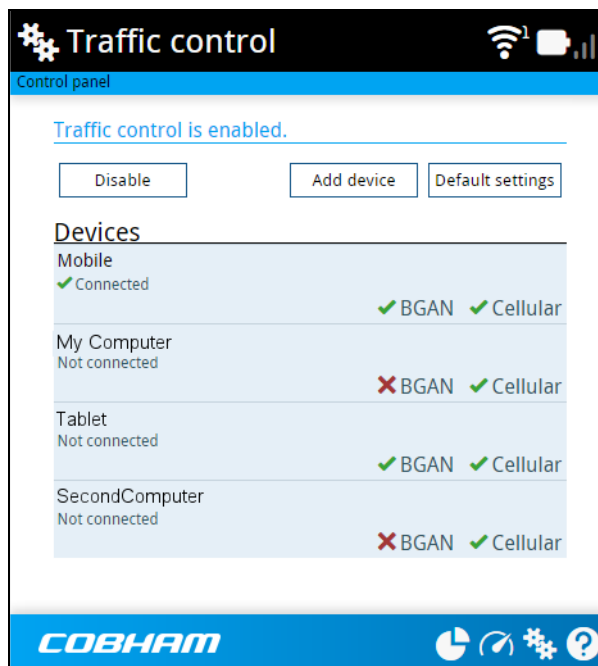 Traffic control
1
Control panel
Traffic control is enabled.
Disable Add device Default settings
Devices
Mobile
Connected
BGAN Cellular
My Computer
Not connected
BGAN Cellular
Tablet
Not connected
BGAN Cellular
SecondComputer
Not connected
BGAN Cellular
COBHAM ?